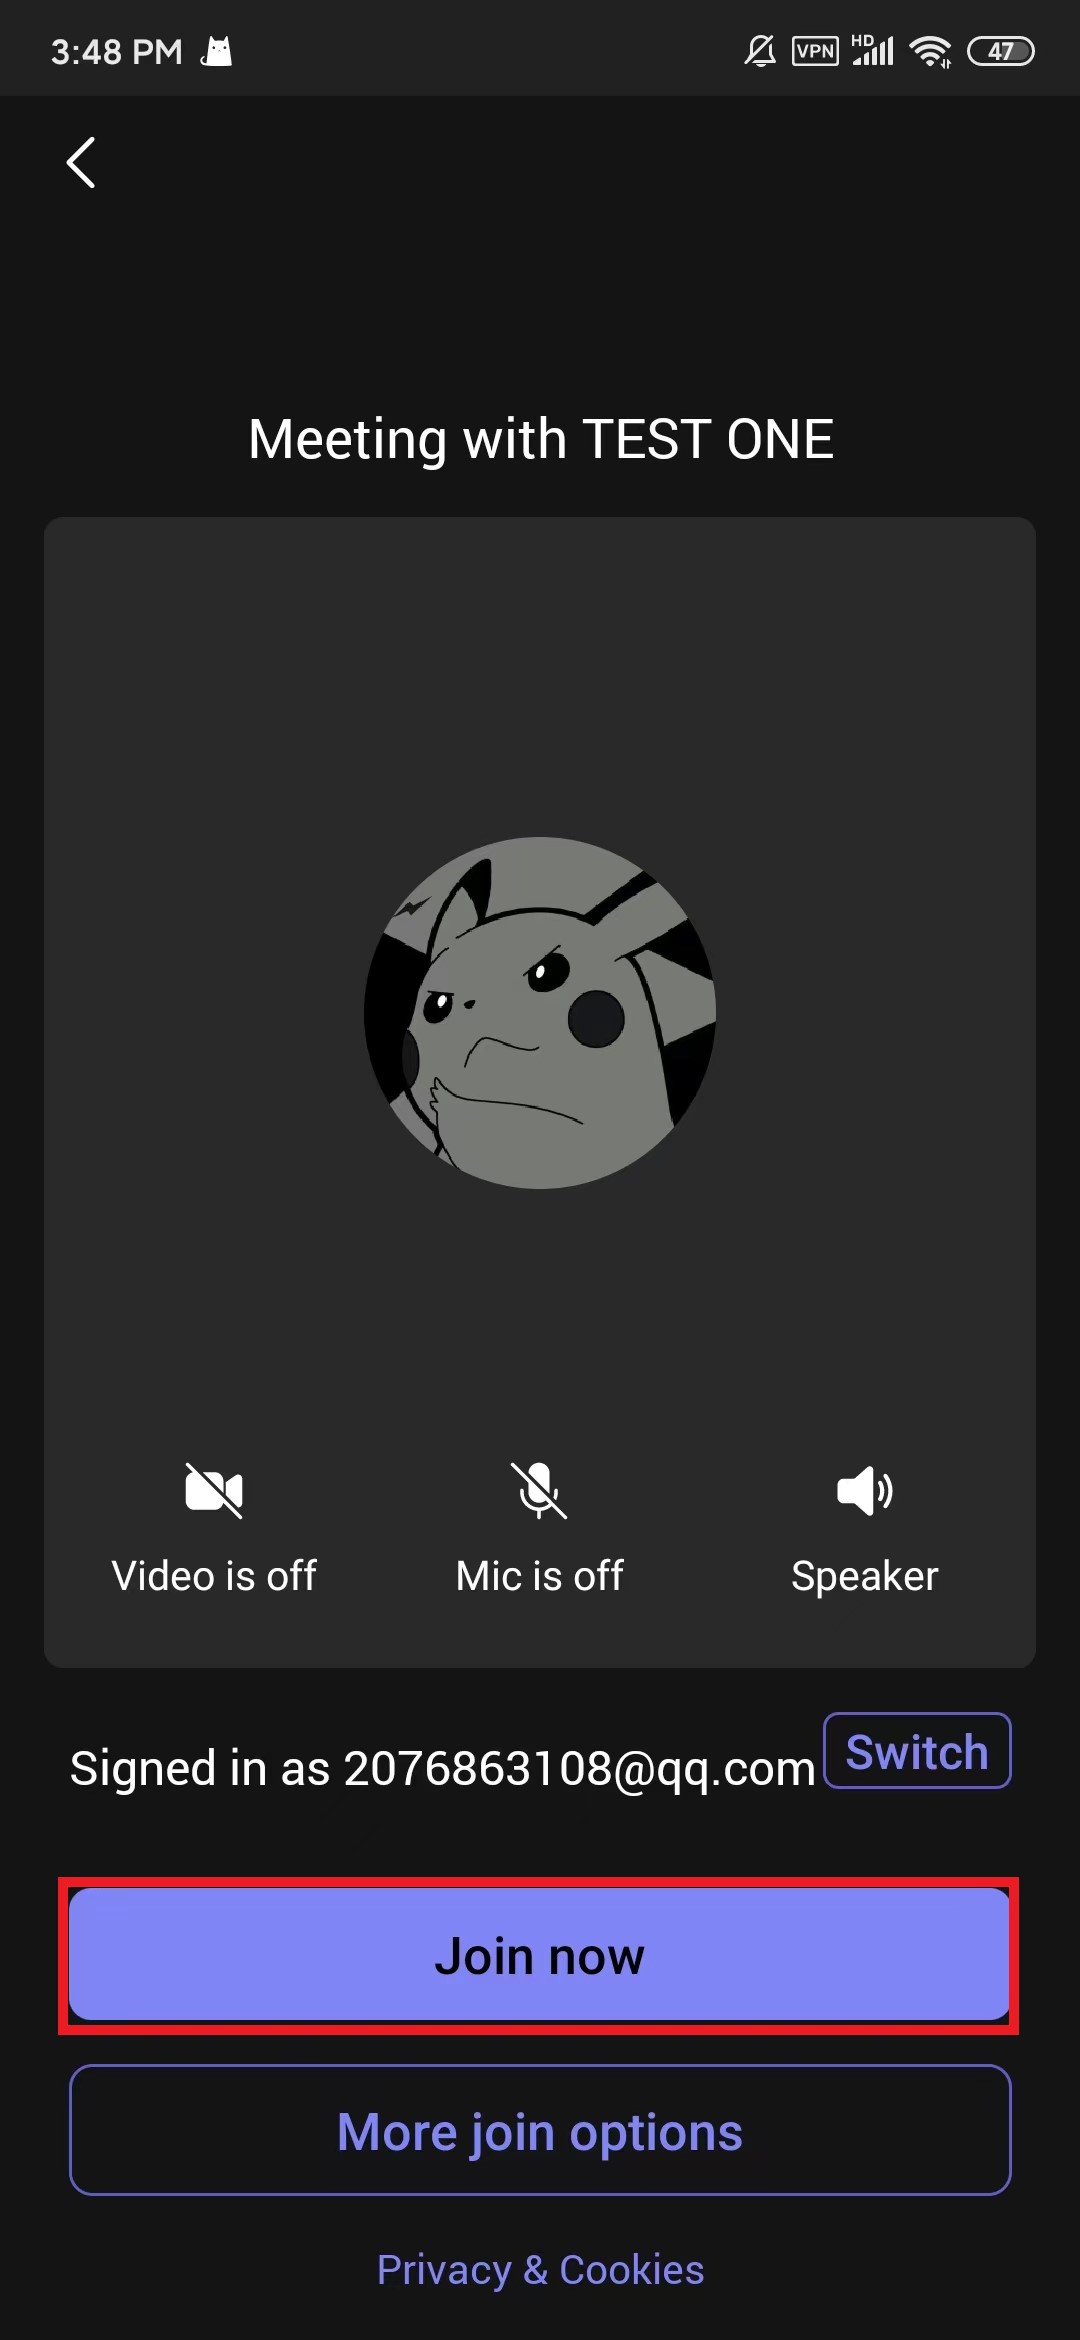 3:48 PM
VPN
HD
47
Meeting with TEST ONE
Video is off
Mic is off
Speaker
Signed in as 2076863108@qq.com
Switch
Join now
More join options
Privacy & Cookies